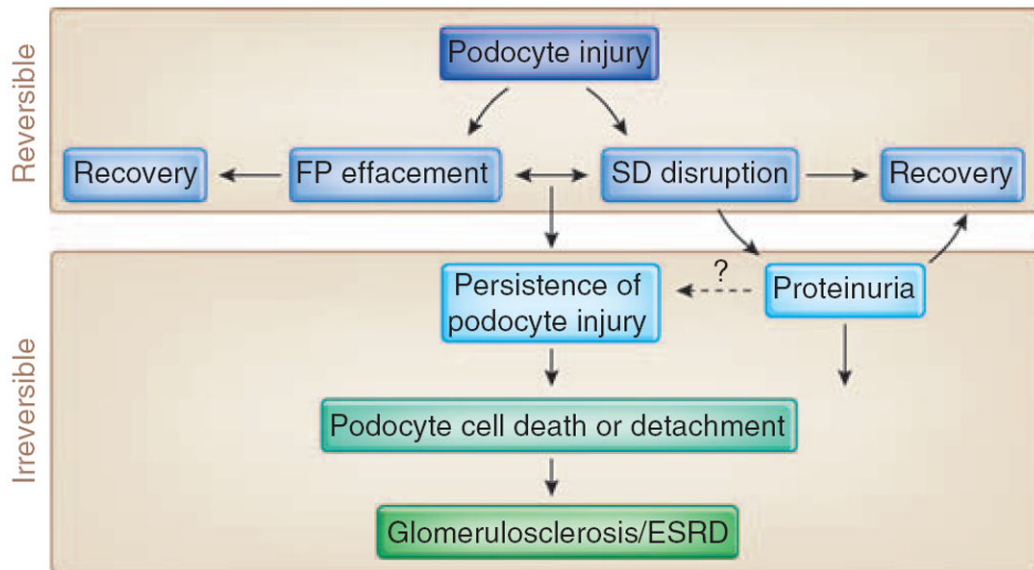 Reversible
Podocyte injury
Recovery
FP effacement
SD disruption
Recovery
Irreversible
?
Persistence of
podocyte injury
Proteinuria
Podocyte cell death or detachment
Glomerulosclerosis/ESRD